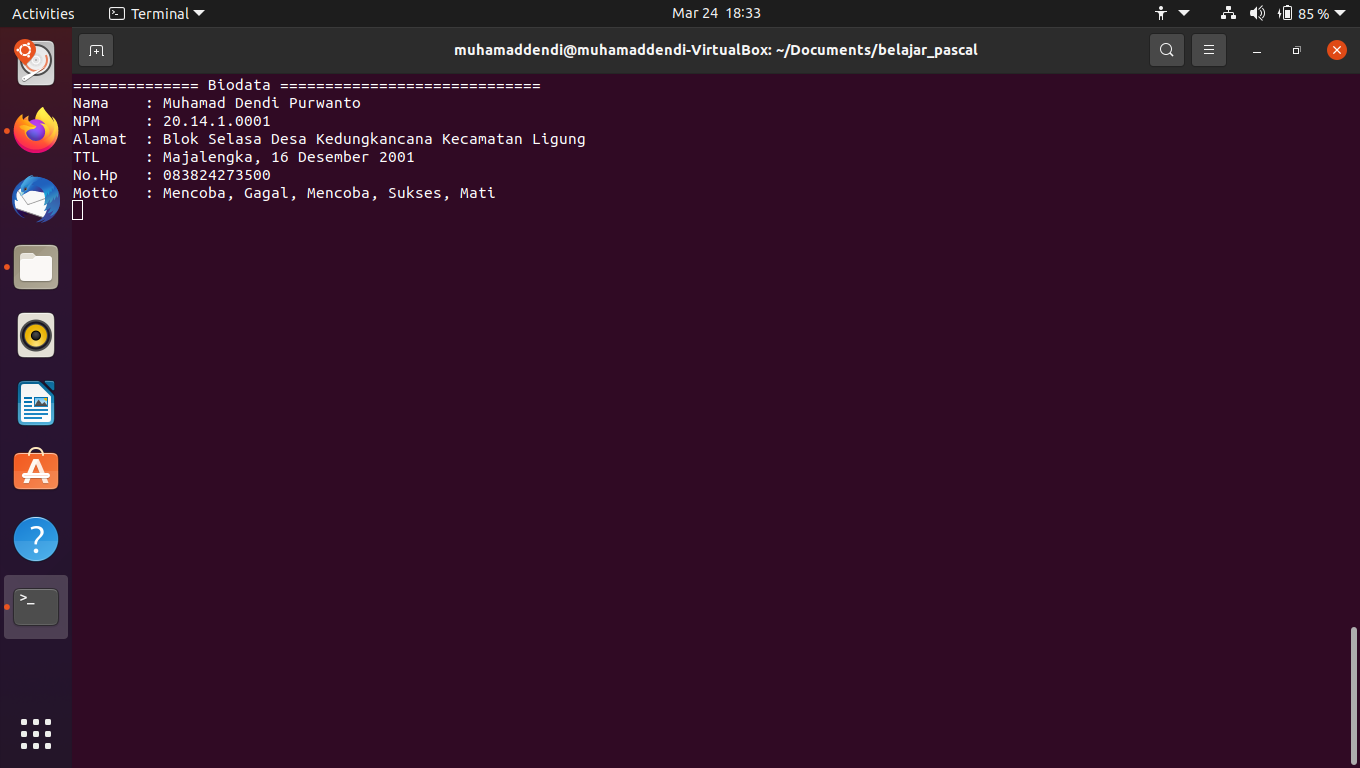 Activities Terminal Mar 24 18:33 85 %
muhamaddendi@muhamaddendi-VirtualBox: ~/Documents/belajar_pascal
============== Biodata =============================
Nama    : Muhamad Dendi Purwanto
NPM     : 20.14.1.0001
Alamat  : Blok Selasa Desa Kedungkancana Kecamatan Ligung
TTL     : Majalengka, 16 Desember 2001
No.Hp   : 083824273500
Motto   : Mencoba, Gagal, Mencoba, Sukses, Mati